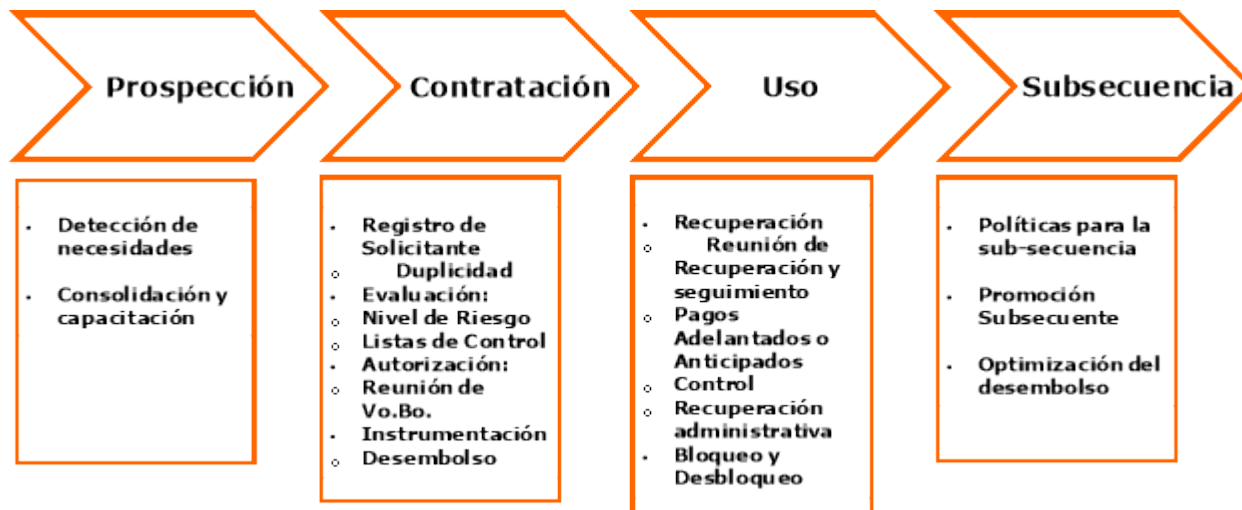 Prospección
Contratación
Uso
Subsecuencia
· Detección de
necesidades
· Consolidación y
capacitación
· Registro de
Solicitante
o Duplicidad
· Evaluación:
o Nivel de Riesgo
o Listas de Control
· Autorización:
o Reunión de
Vo.Bo.
· Instrumentación
o Desembolso
· Recuperación
o Reunión de
Recuperación y
seguimiento
o Pagos
Adelantados o
Anticipados
o Control
o Recuperación
administrativa
· Bloqueo y
Desbloqueo
· Políticas para la
sub-secuencia
· Promoción
Subsecuente
· Optimización del
desembolso